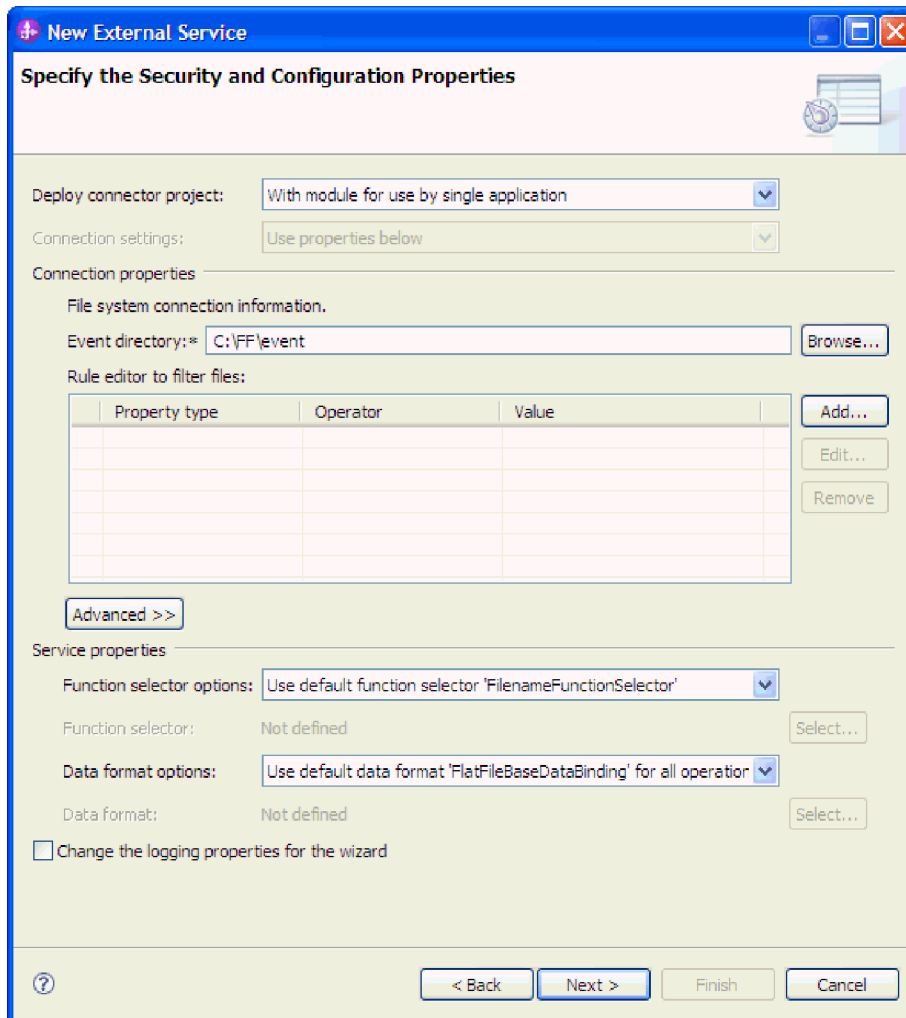 New External Service
Specify the Security and Configuration Properties
Deploy connector project: With module for use by single application
Connection settings: Use properties below
Connection properties
File system connection information.
Event directory:* C:\FF\event Browse...
Rule editor to filter files:
Property type Operator Value Add...
Edit...
Remove
Advanced >>
Service properties
Function selector options: Use default function selector 'FilenameFunctionSelector'
Function selector: Not defined Select...
Data format options: Use default data format 'FlatFileBaseDataBinding' for all operation
Data format: Not defined Select...
Change the logging properties for the wizard
? < Back Next > Finish Cancel